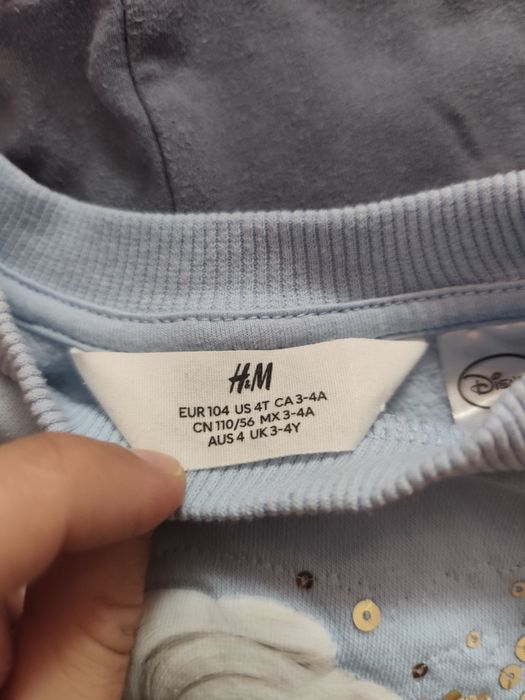 H&M
EUR 104 US 4T CA 3-4A
CN 110/56 MX 3-4A
AUS 4 UK 3-4Y